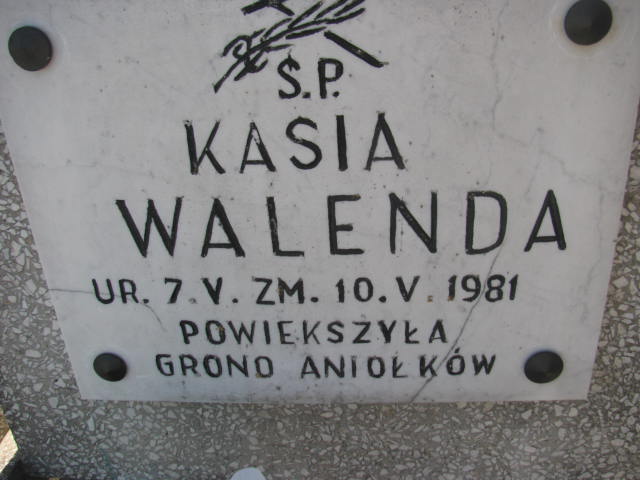 Ś.P.
KASIA
WALENDA
UR. 7.V. ZM. 10.V. 1981
POWIEKSZYŁA
GRONO ANIOŁKÓW